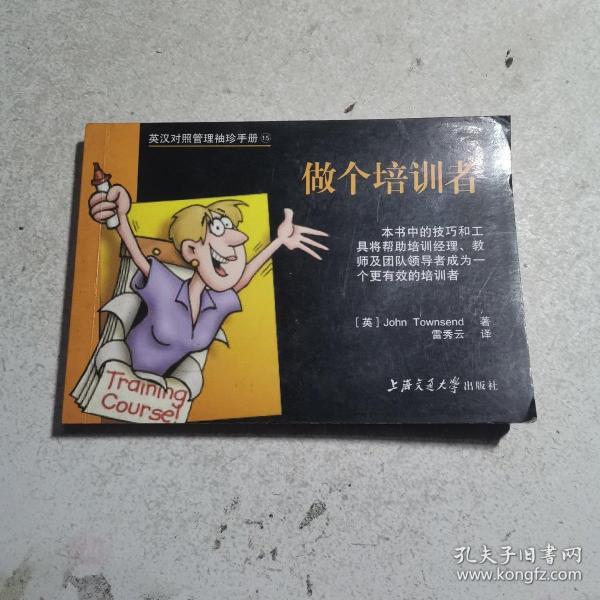 英汉对照管理袖珍手册⑮
做个培训者
本书中的技巧和工
具将帮助培训经理、教
师及团队领导者成为一
个更有效的培训者
[英] John Townsend 著
雷秀云 译
上海交通大学出版社
Training
Course!
孔夫子旧书网
www.kongfz.com